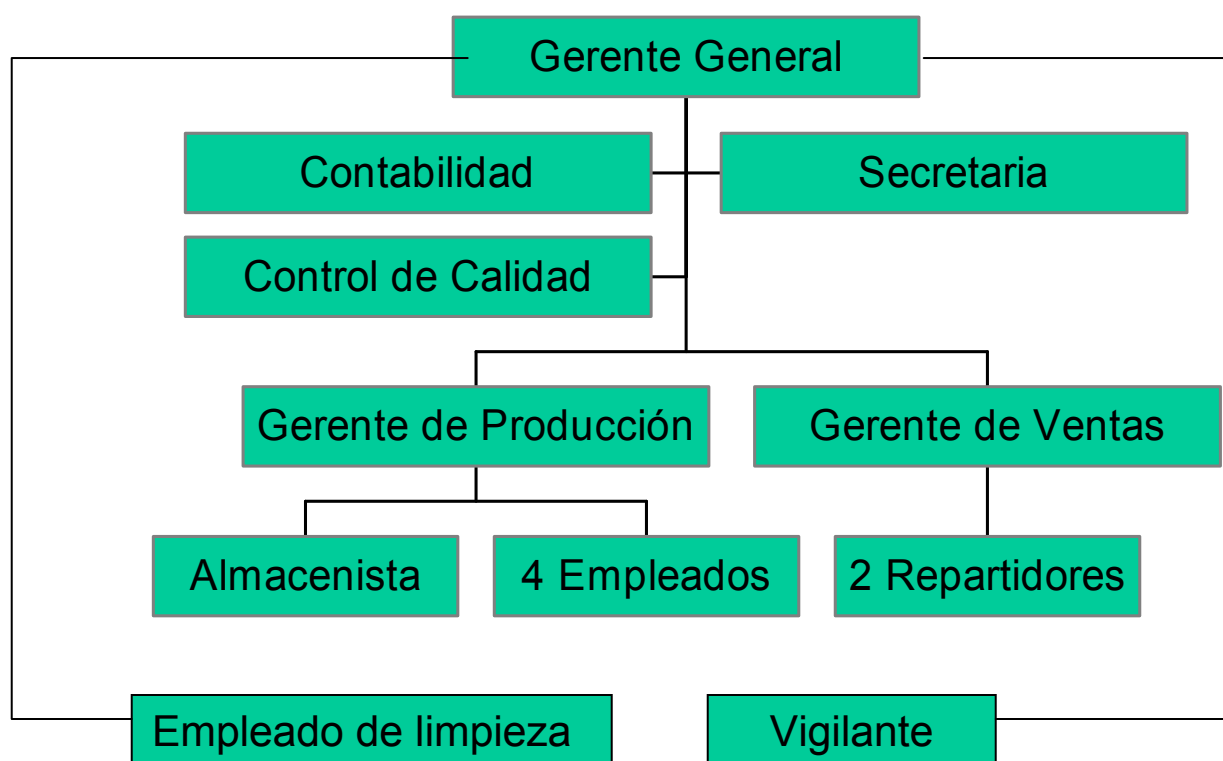 Gerente General
Contabilidad
Secretaria
Control de Calidad
Gerente de Producción
Gerente de Ventas
Almacenista
4 Empleados
2 Repartidores
Empleado de limpieza
Vigilante